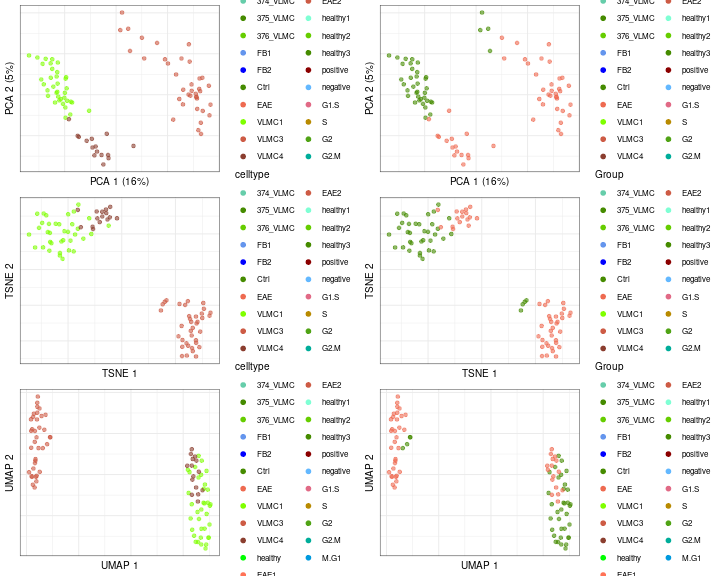 374_VLMC EAE2 374_VLMC EAE2
375_VLMC healthy1 375_VLMC healthy1
376_VLMC healthy2 376_VLMC healthy2
FB1 healthy3 FB1 healthy3
FB2 positive FB2 positive
Ctrl negative Ctrl negative
EAE G1.S EAE G1.S
VLMC1 S VLMC1 S
VLMC3 G2 VLMC3 G2
VLMC4 G2.M VLMC4 G2.M
PCA 2 (5%) PCA 2 (5%)
PCA 1 (16%) PCA 1 (16%)
celltype Group
374_VLMC EAE2 374_VLMC EAE2
375_VLMC healthy1 375_VLMC healthy1
376_VLMC healthy2 376_VLMC healthy2
FB1 healthy3 FB1 healthy3
FB2 positive FB2 positive
Ctrl negative Ctrl negative
EAE G1.S EAE G1.S
VLMC1 S VLMC1 S
VLMC3 G2 VLMC3 G2
VLMC4 G2.M VLMC4 G2.M
TSNE 2 TSNE 2
TSNE 1 TSNE 1
celltype Group
374_VLMC EAE2 374_VLMC EAE2
375_VLMC healthy1 375_VLMC healthy1
376_VLMC healthy2 376_VLMC healthy2
FB1 healthy3 FB1 healthy3
FB2 positive FB2 positive
Ctrl negative Ctrl negative
EAE G1.S EAE G1.S
VLMC1 S VLMC1 S
VLMC3 G2 VLMC3 G2
VLMC4 G2.M VLMC4 G2.M
healthy M.G1 healthy M.G1
EAE1 EAE1
UMAP 2 UMAP 2
UMAP 1 UMAP 1